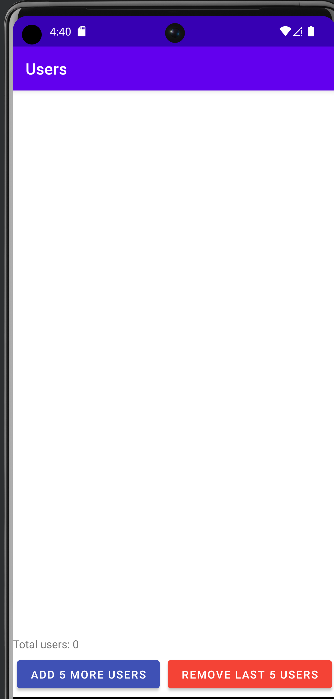 4:40
Users
Total users: 0
ADD 5 MORE USERS
REMOVE LAST 5 USERS